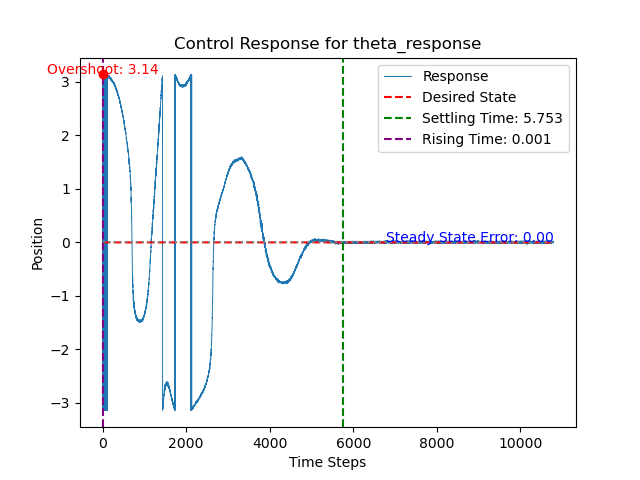 Control Response for theta_response
Overshoot: 3.14
Response
Desired State
Settling Time: 5.753
Rising Time: 0.001
Steady State Error: 0.00
Position
3
2
1
0
−1
−2
−3
0
2000
4000
6000
8000
10000
Time Steps